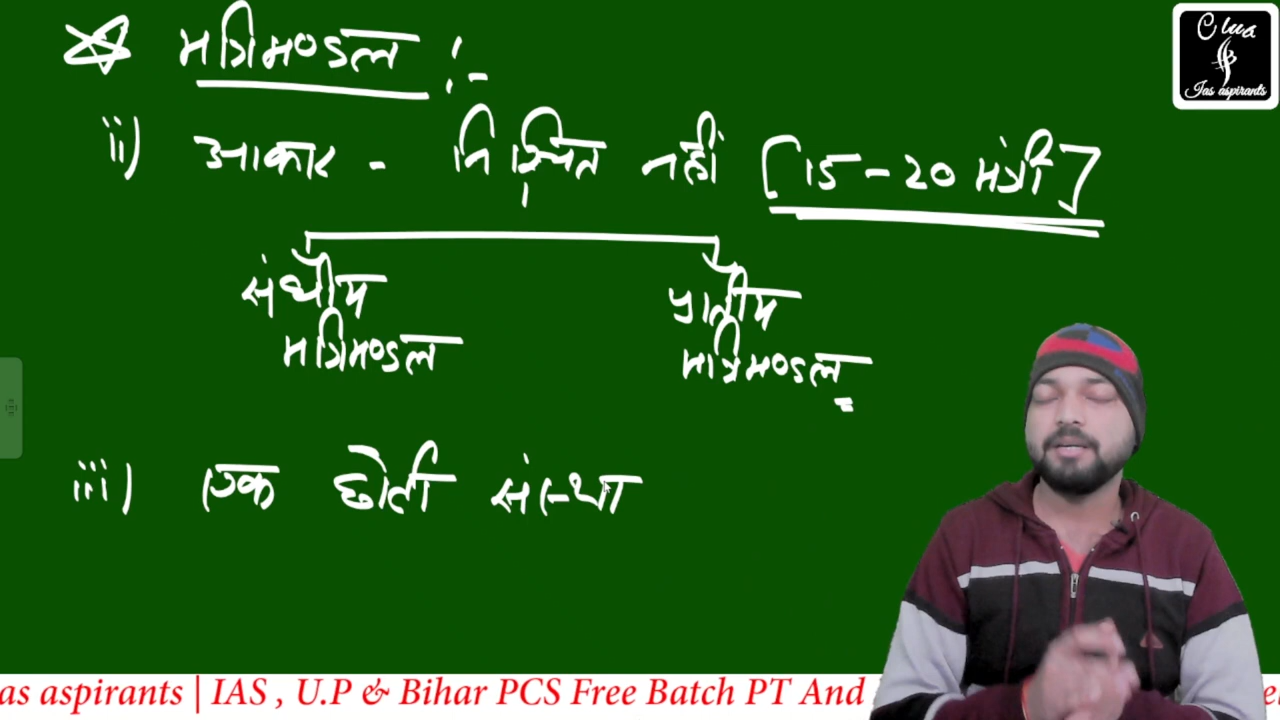 Clua
Ias aspirants
मंत्रिमण्डल :-
ii) आकार - निश्चित नहीं [15-20 मंत्री]
संघीय
मंत्रिमण्डल
प्रांतीय
मंत्रिमण्डल
iii) एक छोटी संस्था
as aspirants | IAS , U.P & Bihar PCS Free Batch PT And